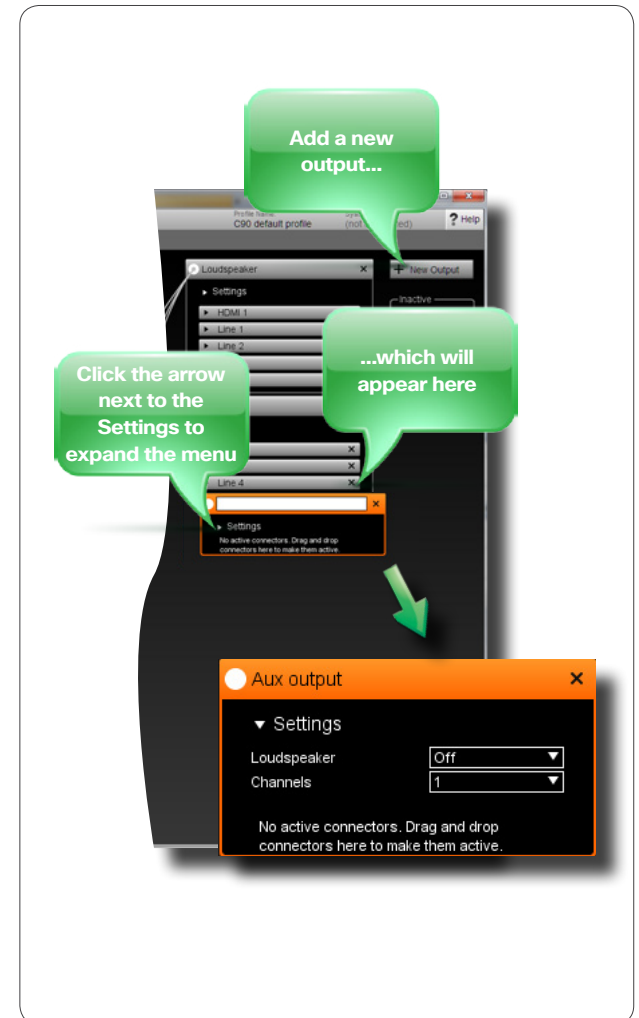 Add a new
output...
Profile Name
C90 default profile
(not
ed)
? Help
Loudspeaker
New Output
Settings
Inactive
HDMI 1
Line 1
Line 2
...which will
appear here
Click the arrow
next to the
Settings to
expand the menu
Line 4
Settings
No active connectors. Drag and drop
connectors here to make them active.
Aux output
Settings
Loudspeaker
Off
Channels
1
No active connectors. Drag and drop
connectors here to make them active.